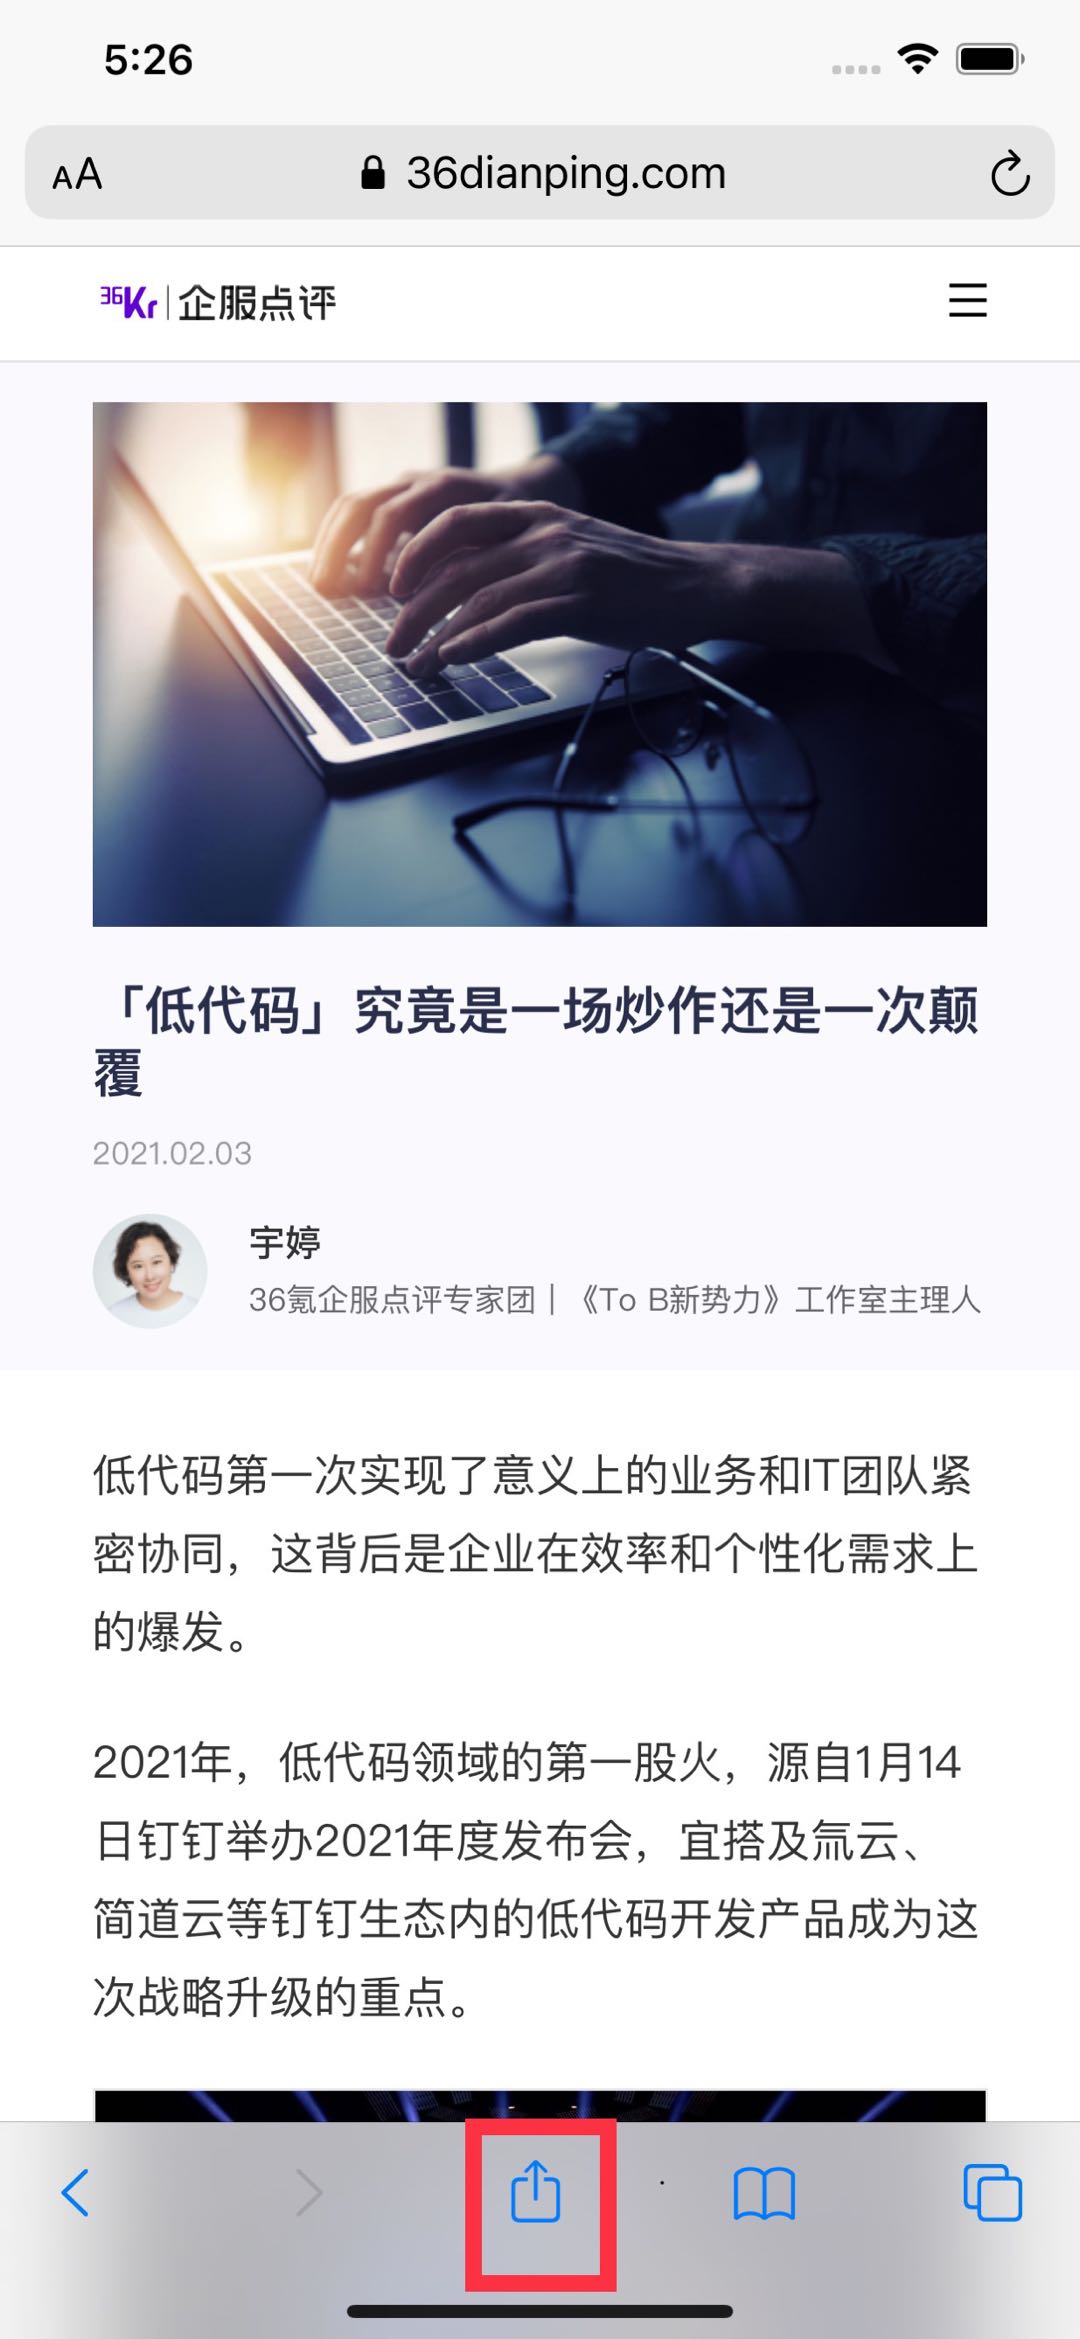 5:26
AA 36dianping.com
36Kr 企服点评
「低代码」究竟是一场炒作还是一次颠
覆
2021.02.03
宇婷
36氪企服点评专家团｜《To B新势力》工作室主理人
低代码第一次实现了意义上的业务和IT团队紧
密协同，这背后是企业在效率和个性化需求上
的爆发。
2021年，低代码领域的第一股火，源自1月14
日钉钉举办2021年度发布会，宜搭及氚云、
简道云等钉钉生态内的低代码开发产品成为这
次战略升级的重点。